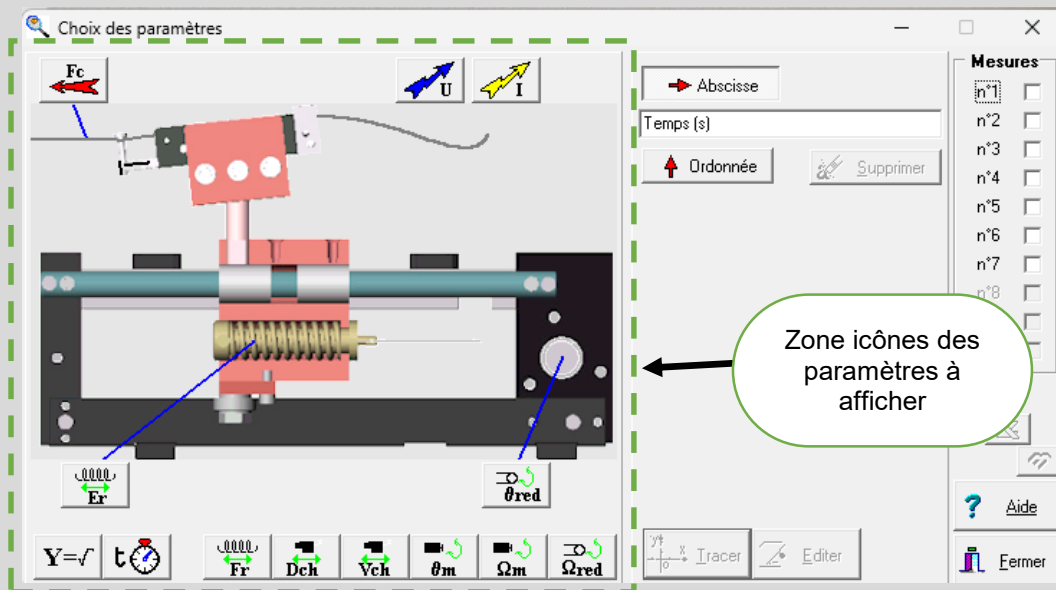 Choix des paramètres
Fc
U
I
Abscisse
Mesures
n°1
Temps (s)
n°2
Ordonnée
Supprimer
n°3
n°4
n°5
n°6
n°7
n°8
Zone icônes des
paramètres à
afficher
Er
θred
Aide
Y=√
t
Fr
Dch
Vch
θm
Ωm
Ωred
Tracer
Editer
Fermer